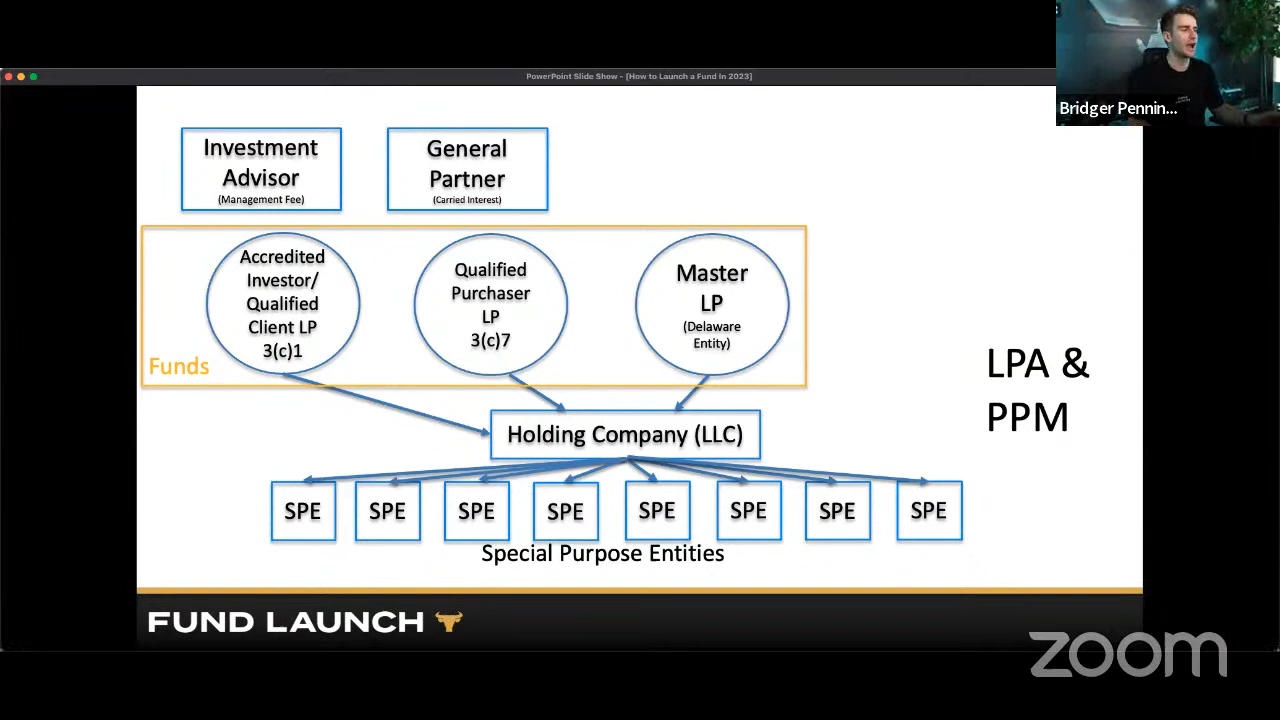 PowerPoint Slide Show - [How to Launch a Fund In 2023]
Bridger Pennin...
Investment
Advisor
(Management Fee)
General
Partner
(Carried Interest)
Accredited
Investor/
Qualified
Client LP
3(c)1
Qualified
Purchaser
LP
3(c)7
Master
LP
(Delaware
Entity)
Funds
LPA &
PPM
Holding Company (LLC)
SPE
SPE
SPE
SPE
SPE
SPE
SPE
SPE
Special Purpose Entities
FUND LAUNCH
zoom